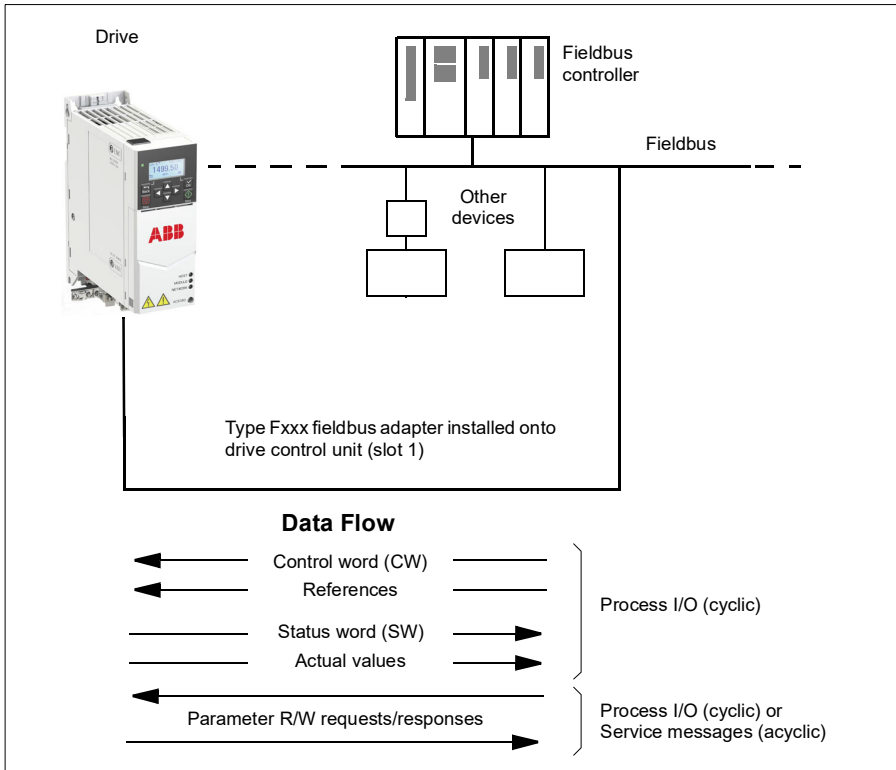 Drive
Fieldbus
controller
Fieldbus
Other
devices
1499.50
ABB
Type Fxxx fieldbus adapter installed onto
drive control unit (slot 1)
Data Flow
Control word (CW)
References
Process I/O (cyclic)
Status word (SW)
Actual values
Parameter R/W requests/responses
Process I/O (cyclic) or
Service messages (acyclic)